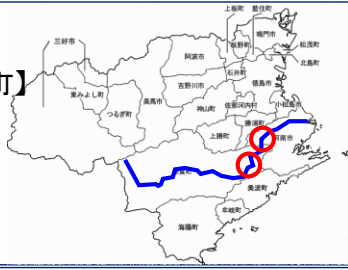 上板町
藍住町
三好市
鳴門市
板野町
松茂町
阿波市
北島町
町】
石井町
東みよし町
吉野川市
徳島市
美馬市
つるぎ町
神山町
佐那河内村
小松島市
勝浦町
上勝町
阿南市
町
美波町
牟岐町
海陽町